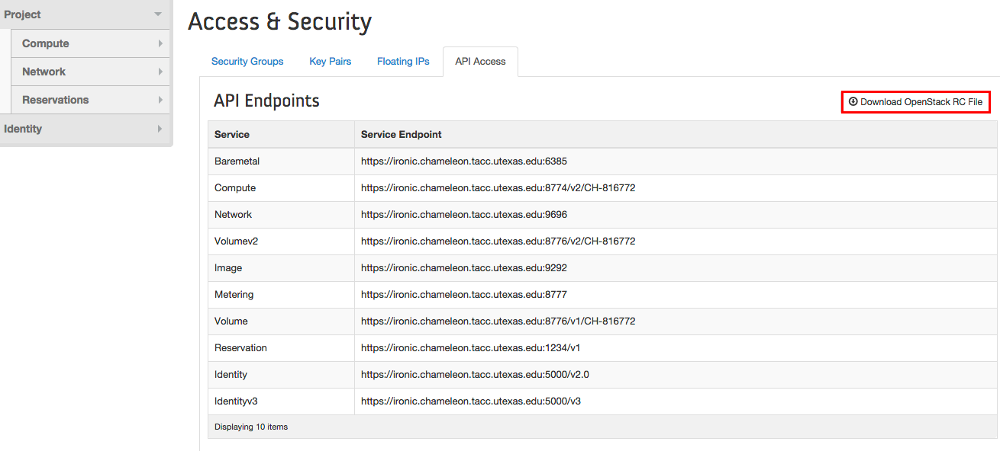 Project
Compute
Network
Reservations
Identity
Access & Security
Security Groups Key Pairs Floating IPs API Access
API Endpoints
Download OpenStack RC File
Service Service Endpoint
Baremetal https://ironic.chameleon.tacc.utexas.edu:6385
Compute https://ironic.chameleon.tacc.utexas.edu:8774/v2/CH-816772
Network https://ironic.chameleon.tacc.utexas.edu:9696
Volumev2 https://ironic.chameleon.tacc.utexas.edu:8776/v2/CH-816772
Image https://ironic.chameleon.tacc.utexas.edu:9292
Metering https://ironic.chameleon.tacc.utexas.edu:8777
Volume https://ironic.chameleon.tacc.utexas.edu:8776/v1/CH-816772
Reservation https://ironic.chameleon.tacc.utexas.edu:1234/v1
Identity https://ironic.chameleon.tacc.utexas.edu:5000/v2.0
Identityv3 https://ironic.chameleon.tacc.utexas.edu:5000/v3
Displaying 10 items